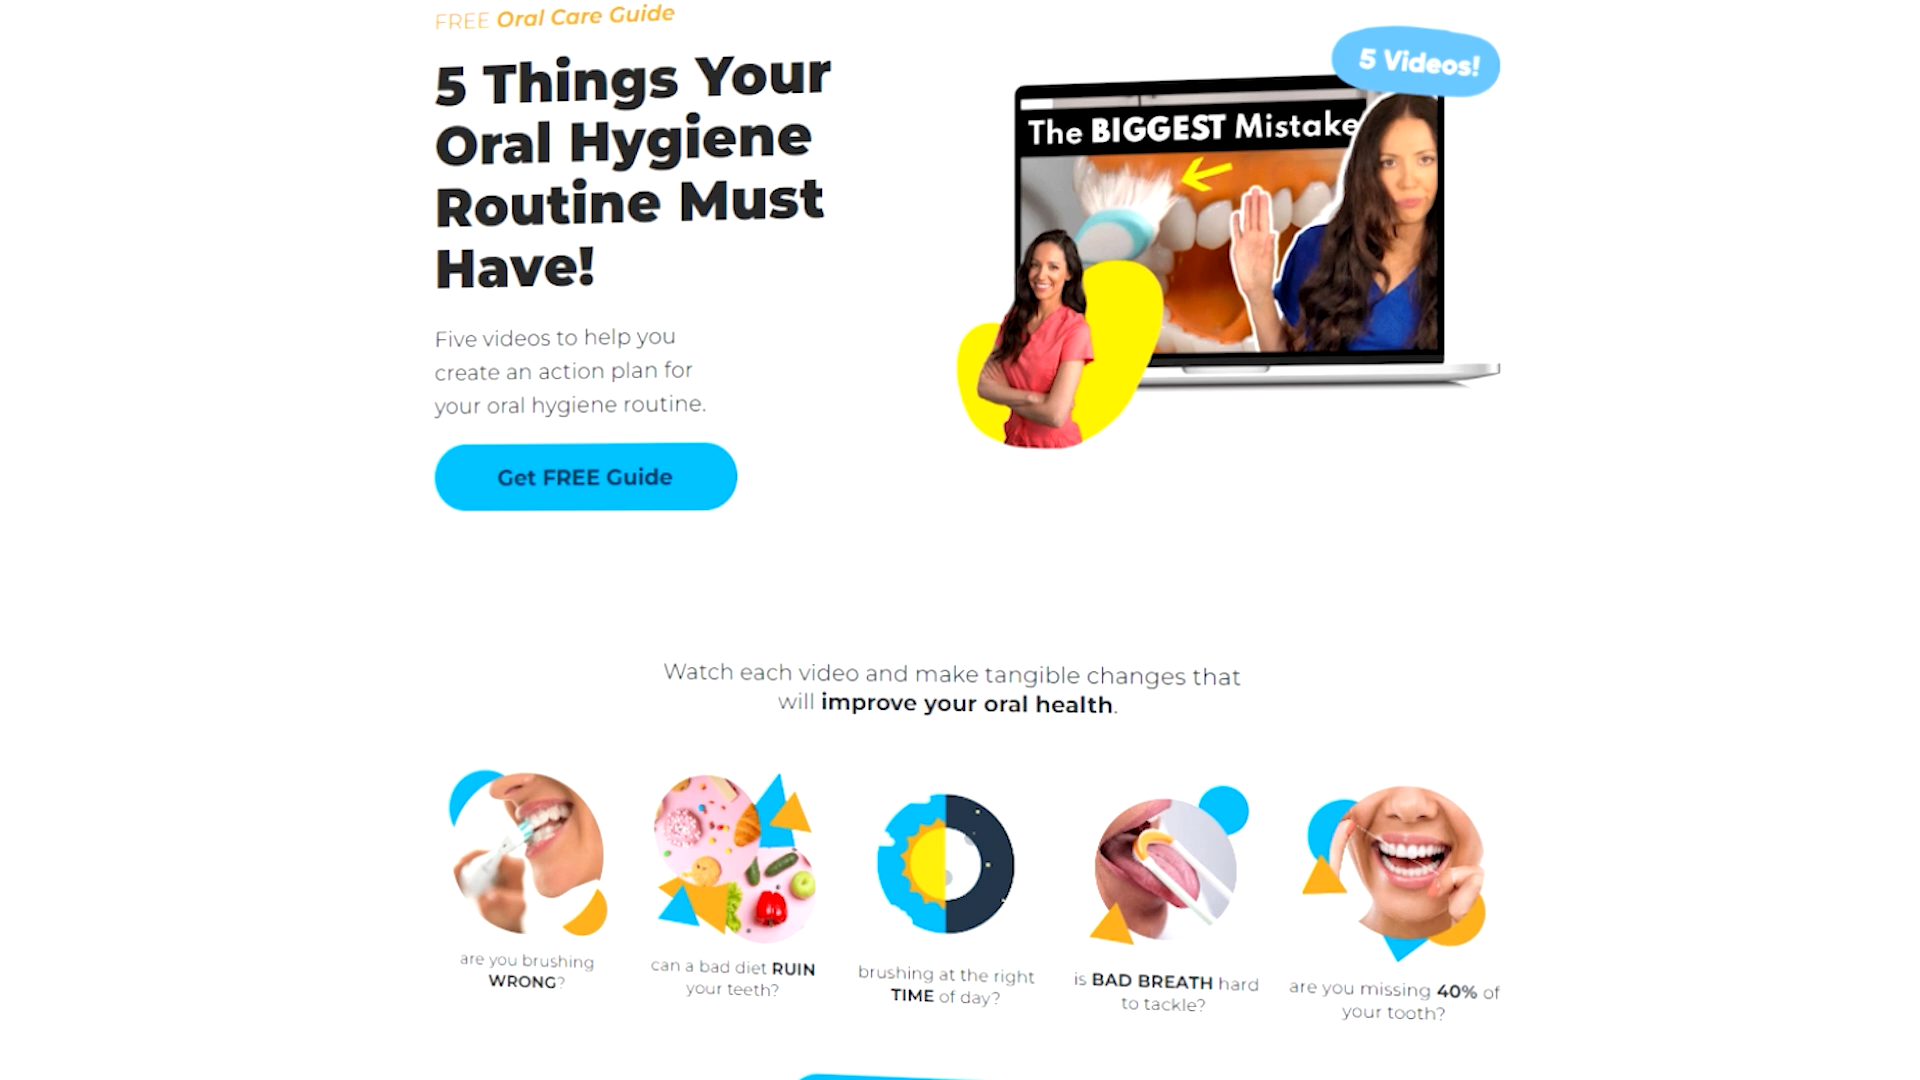 FREE Oral Care Guide
5 Things Your
Oral Hygiene
Routine Must
Have!
Five videos to help you
create an action plan for
your oral hygiene routine.
Get FREE Guide
5 Videos!
The BIGGEST Mistake
Watch each video and make tangible changes that
will improve your oral health.
are you brushing
WRONG?
can a bad diet RUIN
your teeth?
brushing at the right
TIME of day?
is BAD BREATH hard
to tackle?
are you missing 40% of
your tooth?